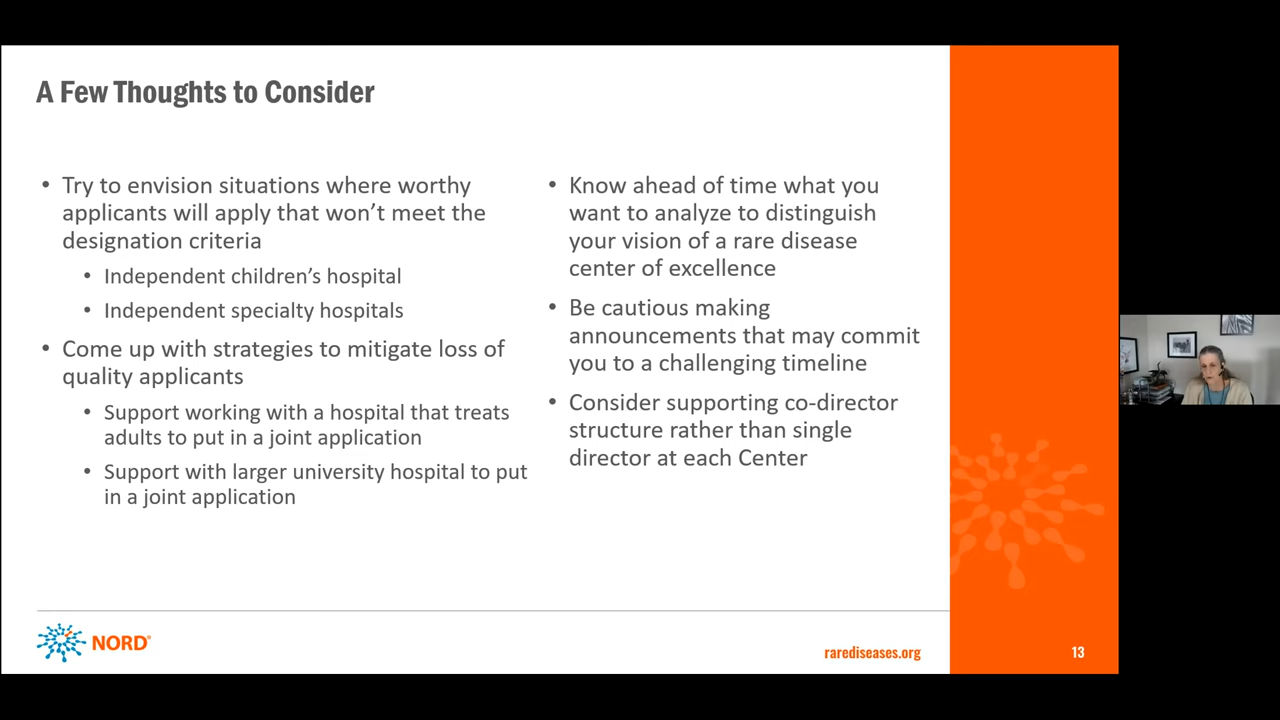 A Few Thoughts to Consider
• Try to envision situations where worthy
applicants will apply that won’t meet the
designation criteria
• Independent children’s hospital
• Independent specialty hospitals
• Come up with strategies to mitigate loss of
quality applicants
• Support working with a hospital that treats
adults to put in a joint application
• Support with larger university hospital to put
in a joint application
• Know ahead of time what you
want to analyze to distinguish
your vision of a rare disease
center of excellence
• Be cautious making
announcements that may commit
you to a challenging timeline
• Consider supporting co-director
structure rather than single
director at each Center
NORD®
rarediseases.org
13